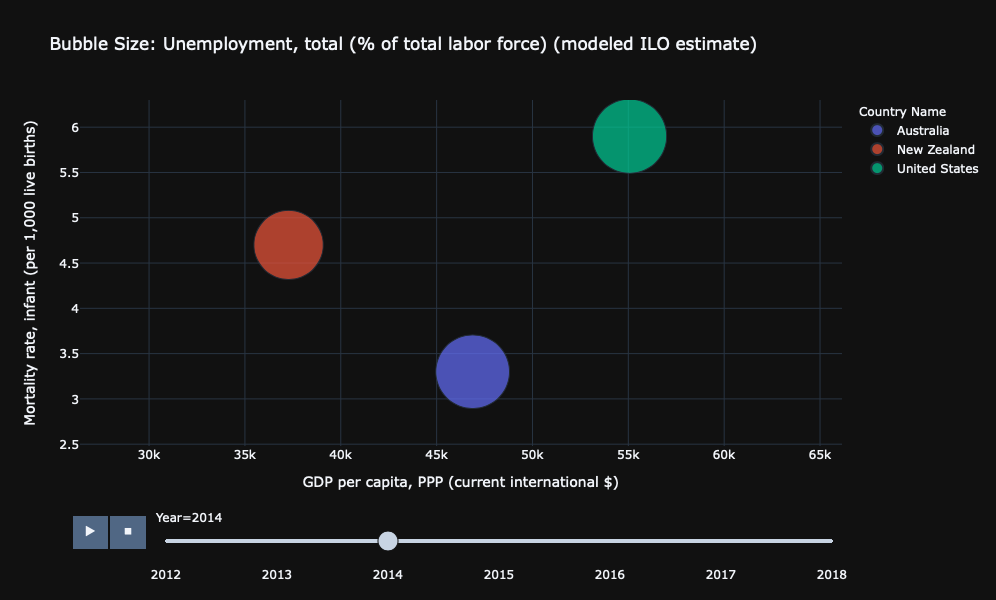 Bubble Size: Unemployment, total (% of total labor force) (modeled ILO estimate)
Country Name
Australia
New Zealand
United States
Mortality rate, infant (per 1,000 live births)
6
5.5
5
4.5
4
3.5
3
2.5
30k 35k 40k 45k 50k 55k 60k 65k
GDP per capita, PPP (current international $)
Year=2014
2012 2013 2014 2015 2016 2017 2018